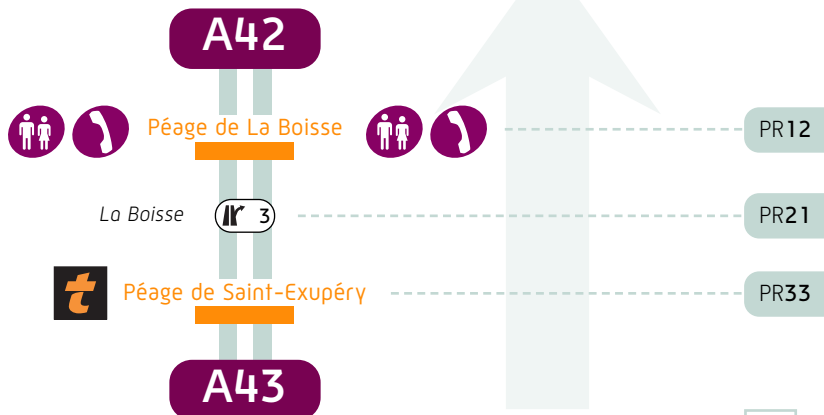 A42
Péage de La Boisse
PR12
La Boisse
3
PR21
t
Péage de Saint-Exupéry
PR33
A43